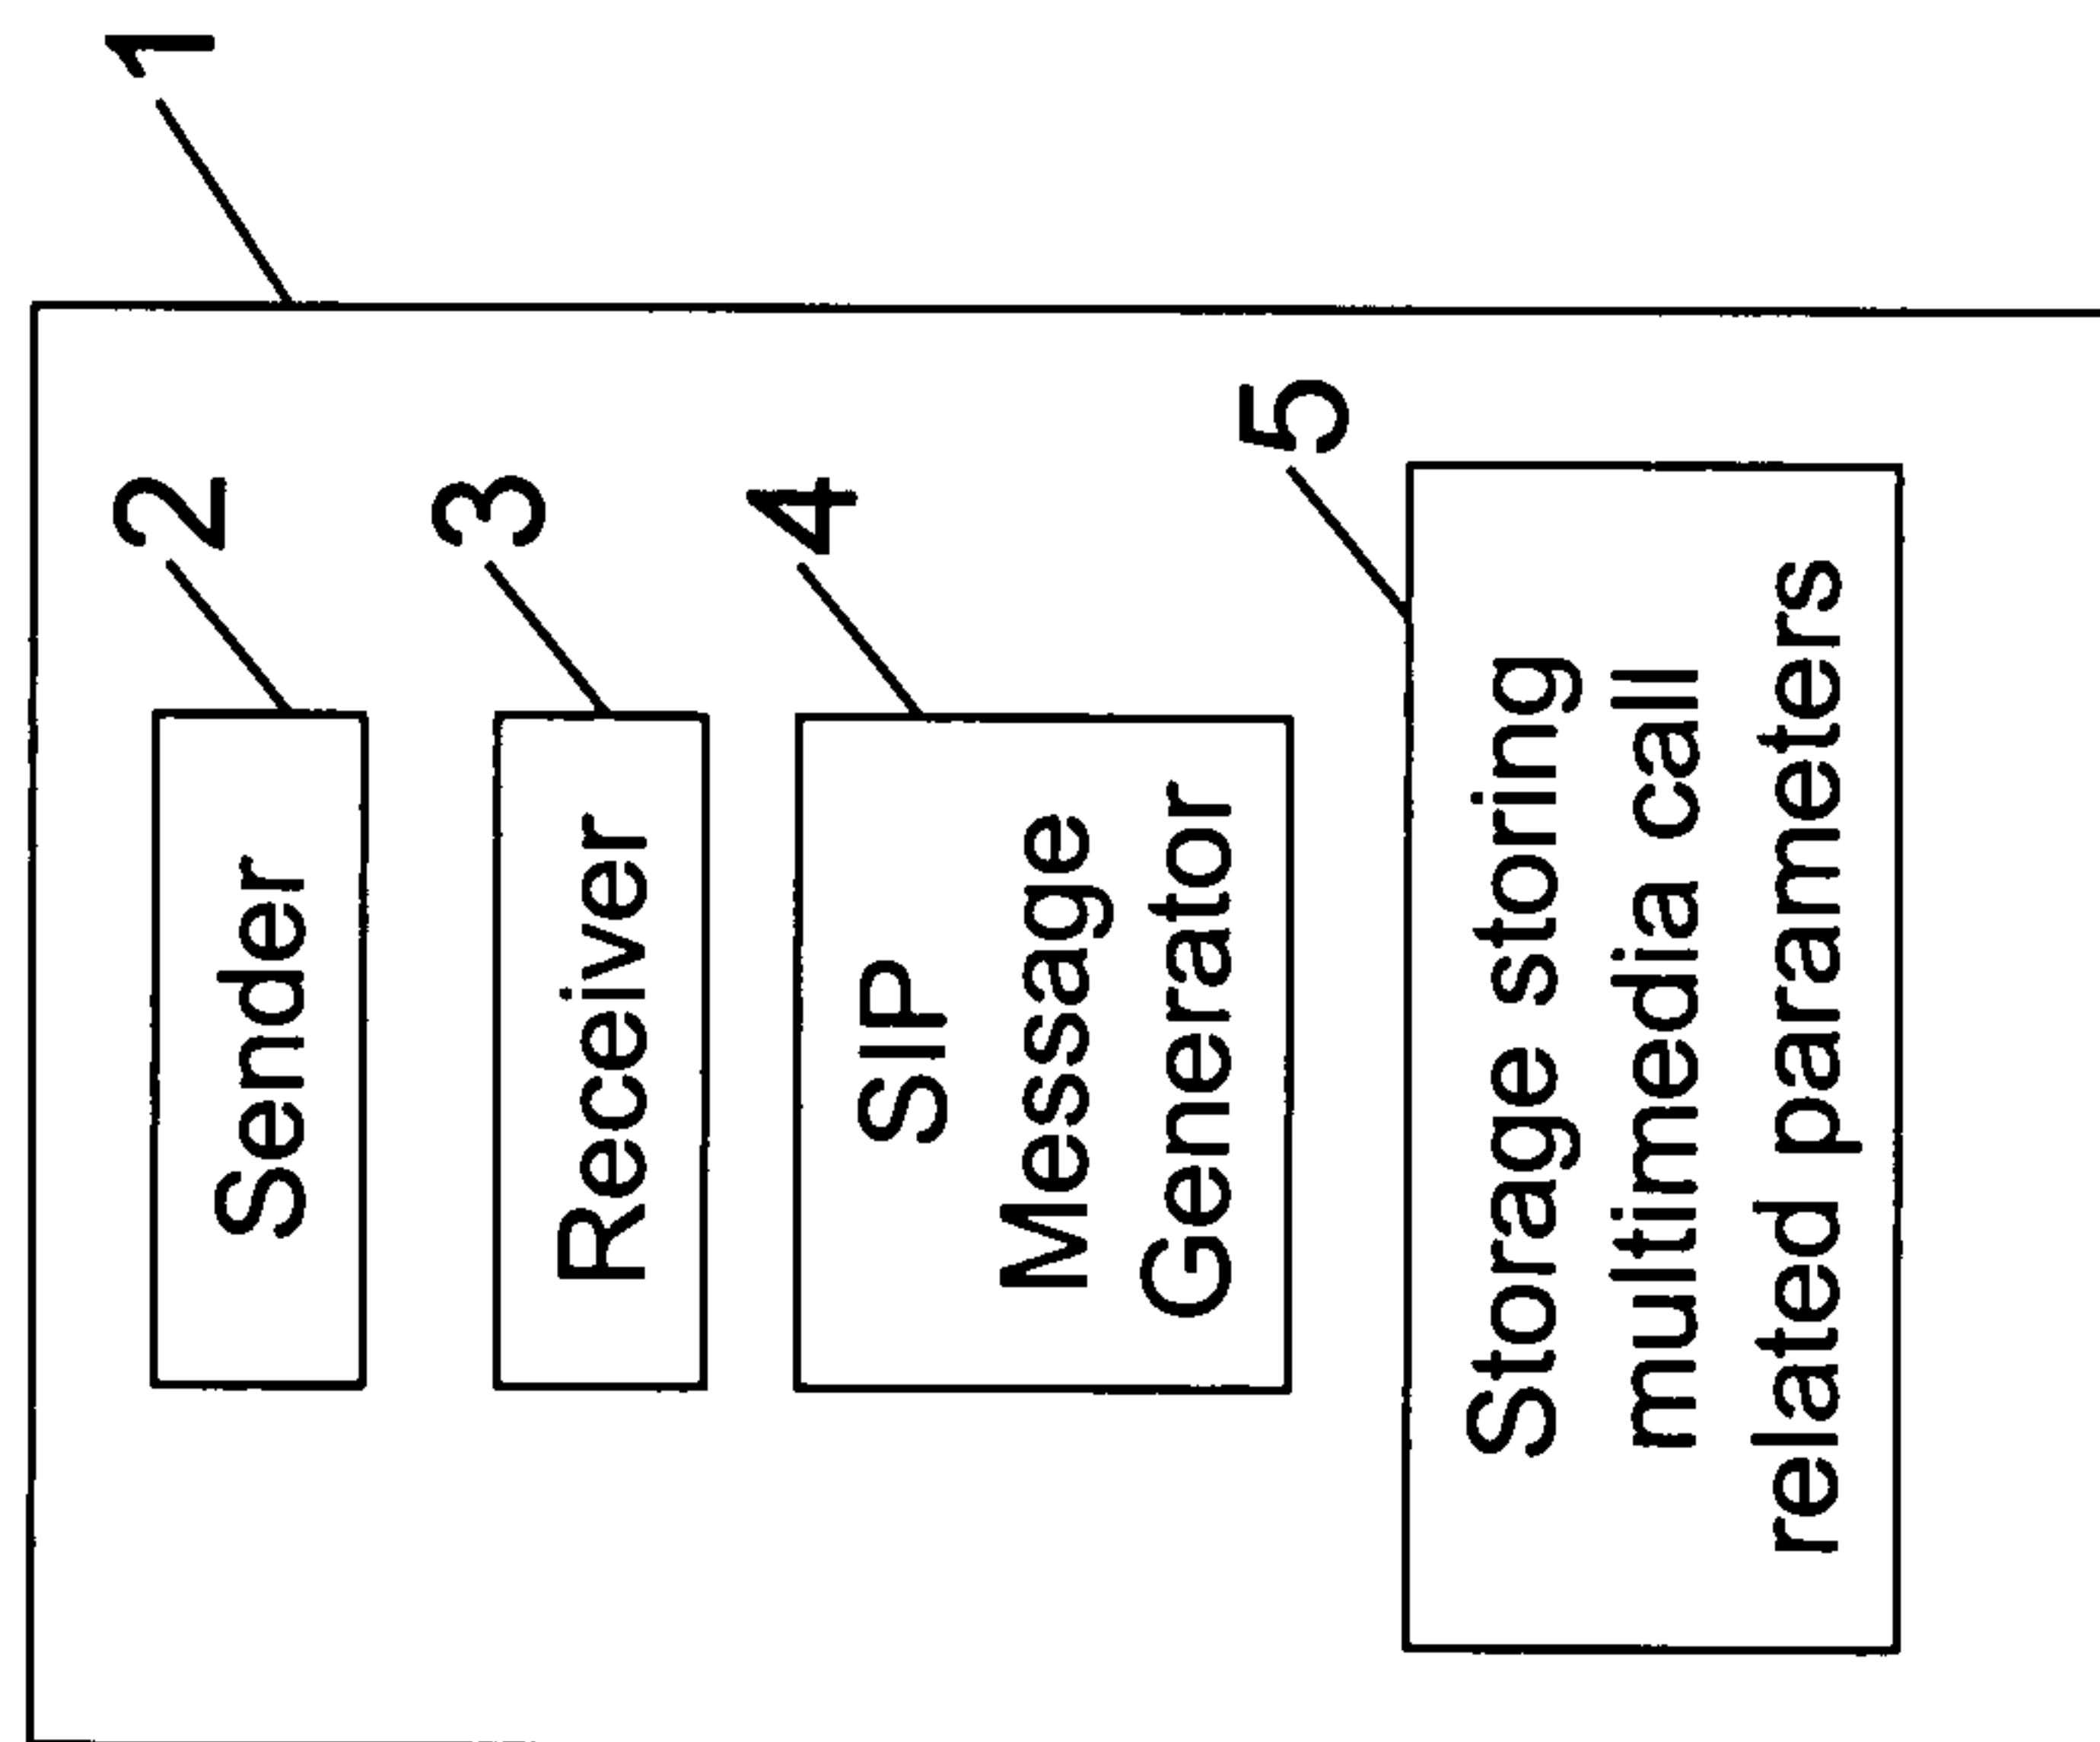 1
2
Sender
3
Receiver
4
SIP
Message
Generator
5
Storage storing
multimedia call
related parameters